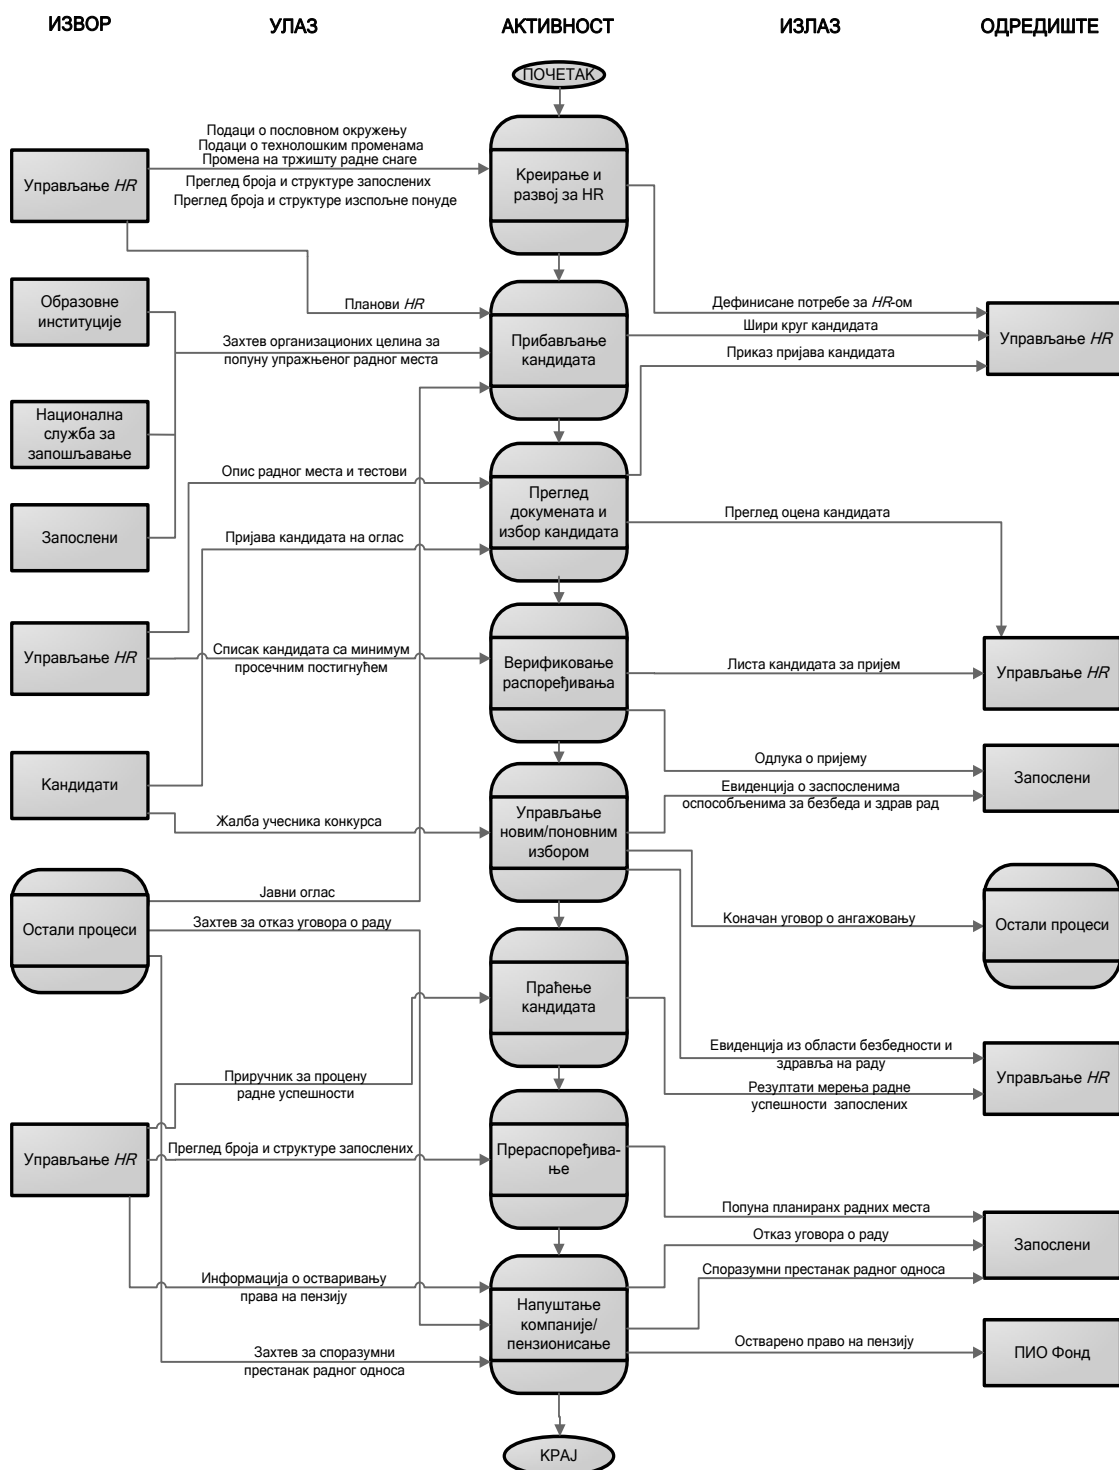 ИЗВОР
УЛАЗ
АКТИВНОСТ
ИЗЛАЗ
ОДРЕДИШТЕ
ПОЧЕТАК
Подаци о пословном окружењу
Подаци о технолошким променама
Промена на тржишту радне снаге
Преглед броја и структуре запослених
Преглед броја и структуре изспољне понуде
Управљање HR
Креирање и
развој за HR
Образовне
институције
Планови HR
Захтев организационих целина за
попуну упражњеног радног места
Прибављање
кандидата
Дефинисане потребе за HR-ом
Шири круг кандидата
Приказ пријава кандидата
Управљање HR
Национална
служба за
запошљавање
Запослени
Опис радног места и тестови
Пријава кандидата на оглас
Преглед
докумената и
избор кандидата
Преглед оцена кандидата
Управљање HR
Списак кандидата са минимум
просечним постигнућем
Верификовање
распоређивања
Листа кандидата за пријем
Управљање HR
Кандидати
Жалба учесника конкурса
Управљање
новим/поновним
избором
Одлука о пријему
Евиденција о заспосленима
оспособљенима за безбеда и здрав рад
Запослени
Остали процеси
Јавни оглас
Захтев за отказ уговора о раду
Коначан уговор о ангажовању
Остали процеси
Праћење
кандидата
Приручник за процену
радне успешности
Евиденција из области безбедности и
здравља на раду
Резултати мерења радне
успешности запослених
Управљање HR
Управљање HR
Преглед броја и структуре запослених
Прераспоређива-
ње
Попуна планиранх радних места
Отказ уговора о раду
Споразумни престанак радног односа
Запослени
Информација о остваривању
права на пензију
Захтев за споразумни
престанак радног односа
Напуштање
компаније/
пензионисање
Остварено право на пензију
ПИО Фонд
КРАЈ